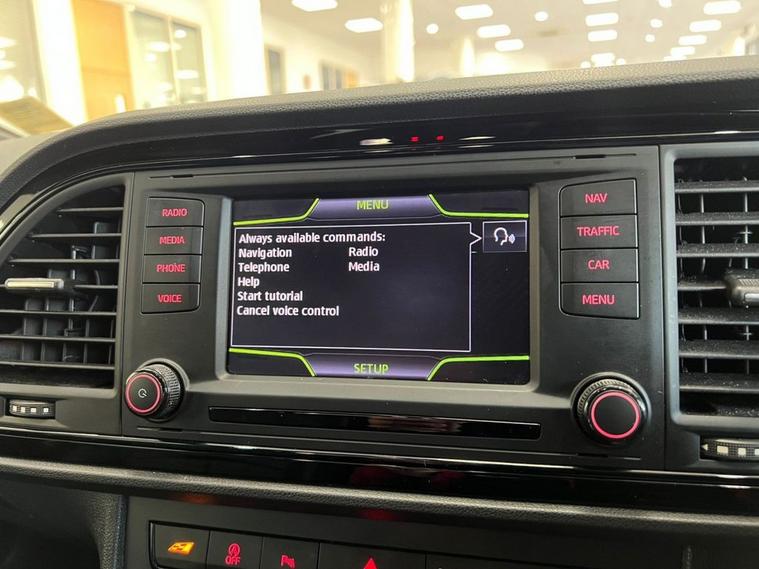 RADIO
MEDIA
PHONE
VOICE
MENU
Always available commands:
Navigation Radio
Telephone Media
Help
Start tutorial
Cancel voice control
SETUP
NAV
TRAFFIC
CAR
MENU
OFF